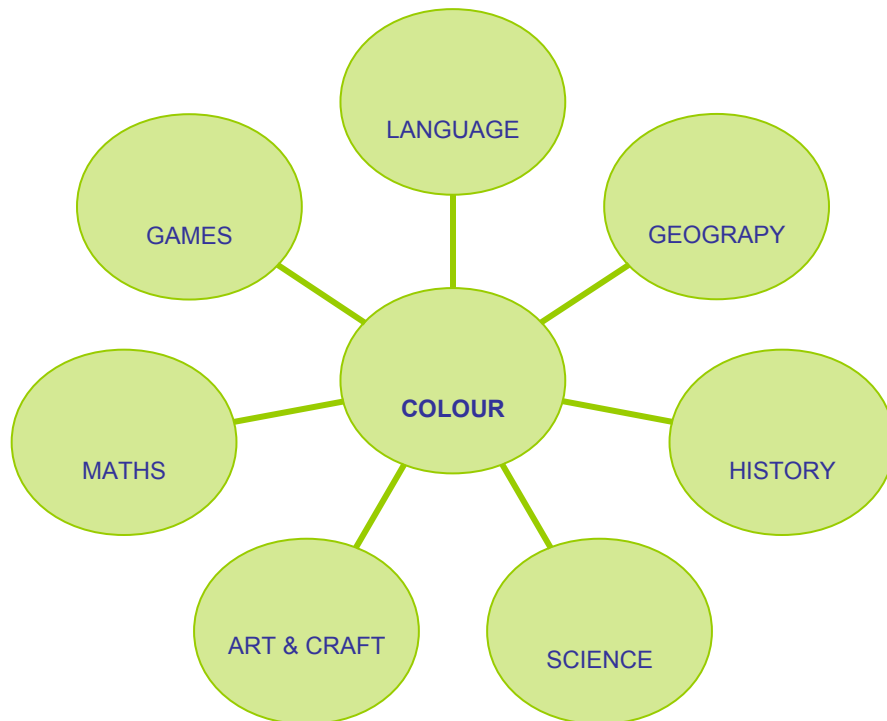 LANGUAGE
GAMES
GEOGRAPY
COLOUR
MATHS
HISTORY
ART & CRAFT
SCIENCE